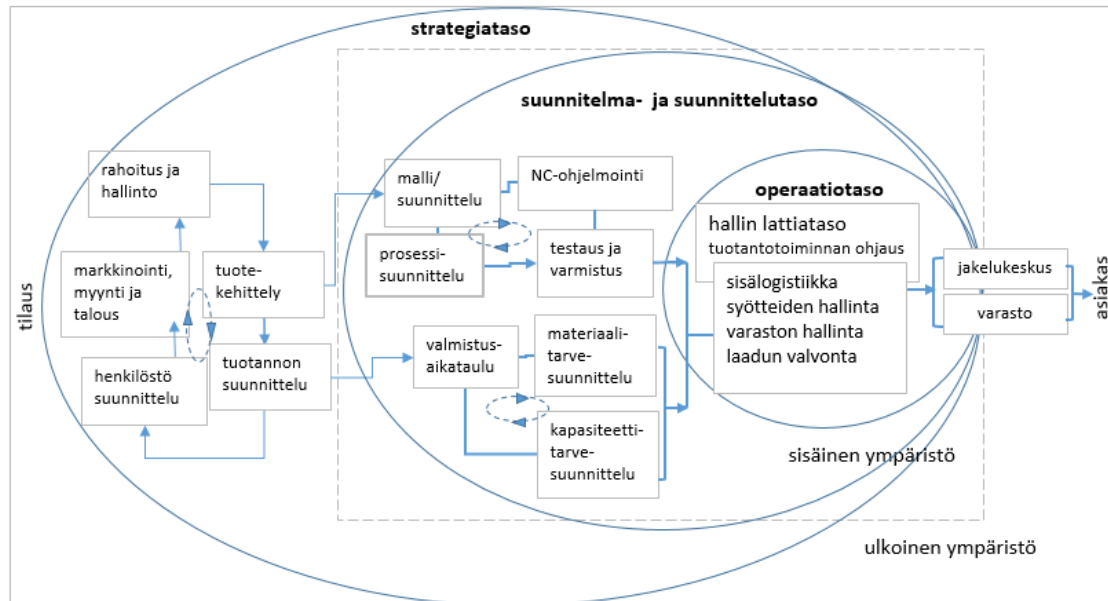 strategiataso
suunnitelma- ja suunnittelutaso
operaatiotaso
tilaus
rahoitus ja
hallinto
markkinointi,
myynti ja
talous
henkilöstö
suunnittelu
tuote-
kehittely
tuotannon
suunnittelu
malli/
suunnittelu
NC-ohjelmointi
prosessi-
suunnittelu
testaus ja
varmistus
valmistus-
aikataulu
materiaali-
tarve-
suunnittelu
kapasiteetti-
tarve-
suunnittelu
hallin lattiataso
tuotantotoiminnan ohjaus
sisälogistiikka
syötteiden hallinta
varaston hallinta
laadun valvonta
jakelukeskus
varasto
asiakas
sisäinen ympäristö
ulkoinen ympäristö